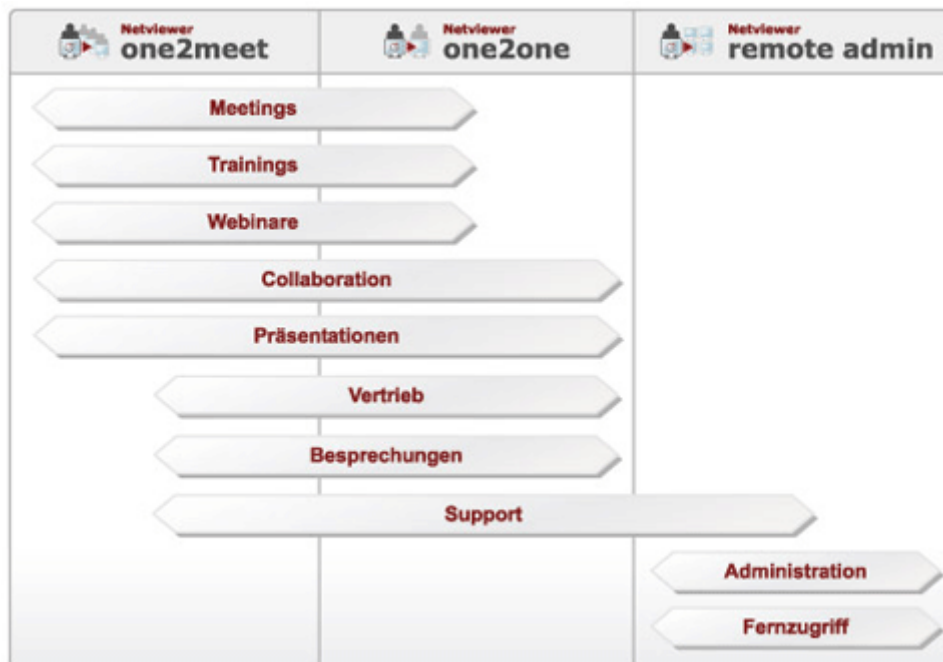 Netviewer
one2meet
Netviewer
one2one
Netviewer
remote admin
Meetings
Trainings
Webinare
Collaboration
Präsentationen
Vertrieb
Besprechungen
Support
Administration
Fernzugriff